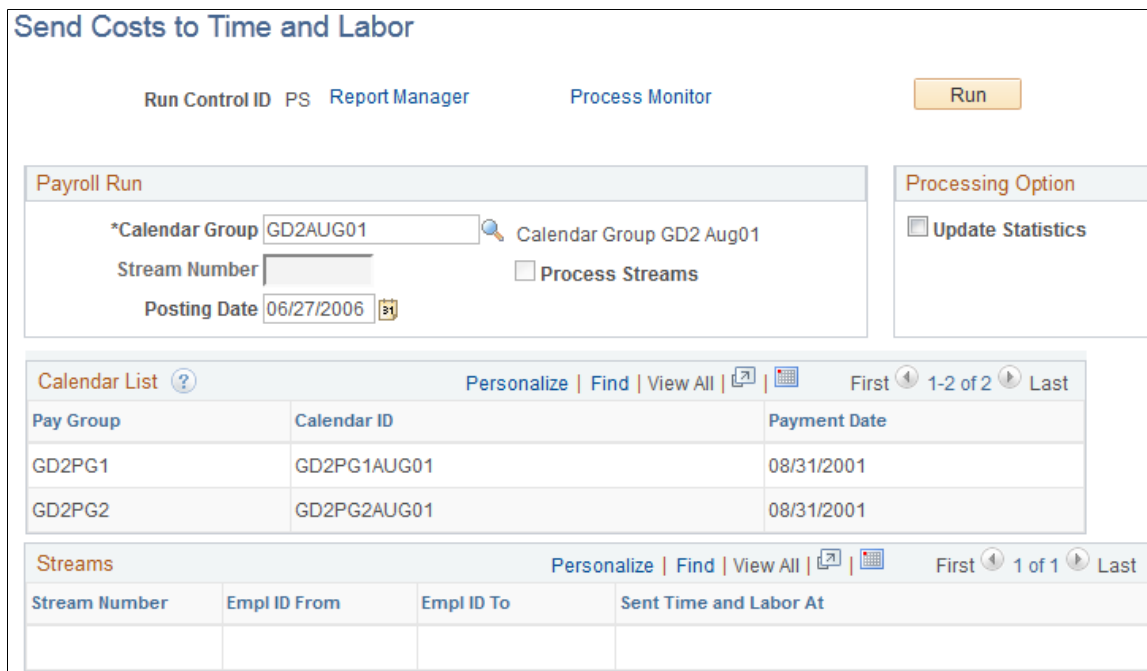 Send Costs to Time and Labor
Run Control ID PS Report Manager Process Monitor Run
Payroll Run
Processing Option
*Calendar Group GD2AUG01 Calendar Group GD2 Aug01
Update Statistics
Stream Number Process Streams
Posting Date 06/27/2006 31
Calendar List ? Personalize | Find | View All | | First 1-2 of 2 Last
Pay Group Calendar ID Payment Date
GD2PG1 GD2PG1AUG01 08/31/2001
GD2PG2 GD2PG2AUG01 08/31/2001
Streams Personalize | Find | View All | | First 1 of 1 Last
Stream Number Empl ID From Empl ID To Sent Time and Labor At